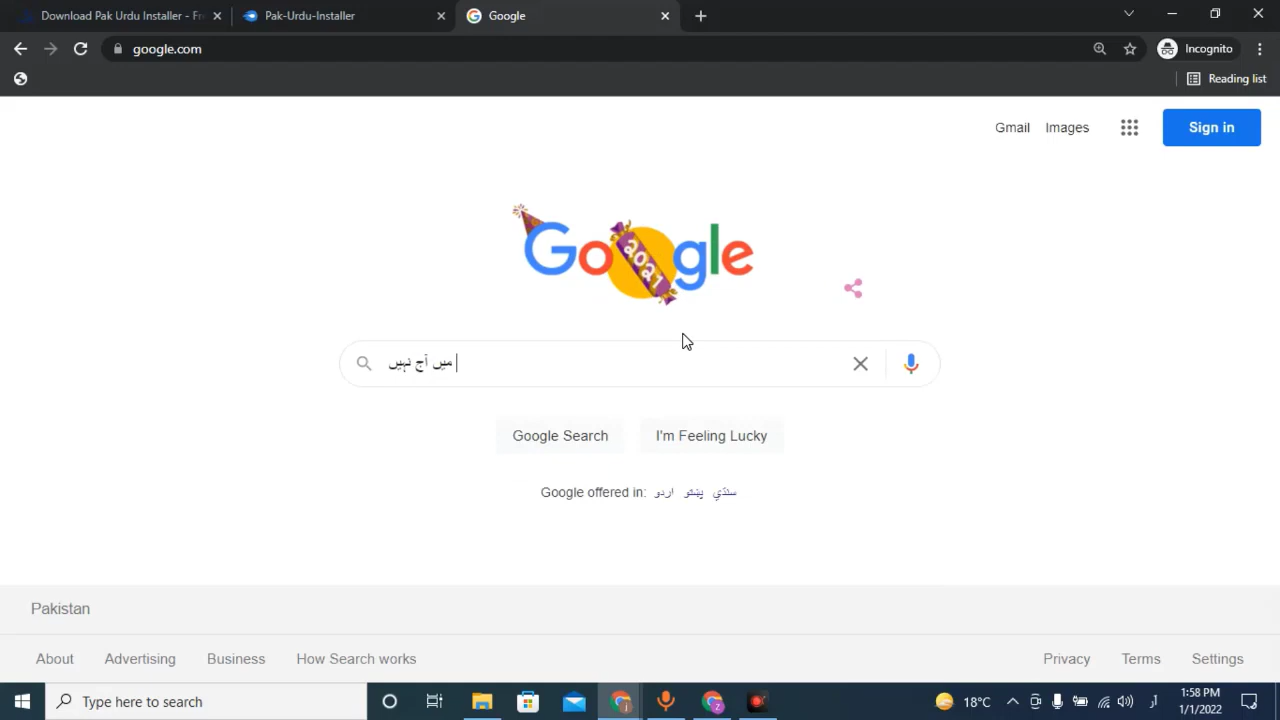 Download Pak Urdu Installer - Fr
Pak-Urdu-Installer
Google
google.com
Incognito
Reading list
Gmail
Images
Sign in
Google
2021
میں آج نہیں
Google Search
I'm Feeling Lucky
Google offered in: اردو پښتو سنڌي
Pakistan
About
Advertising
Business
How Search works
Privacy
Terms
Settings
Type here to search
18°C
1:58 PM
1/1/2022